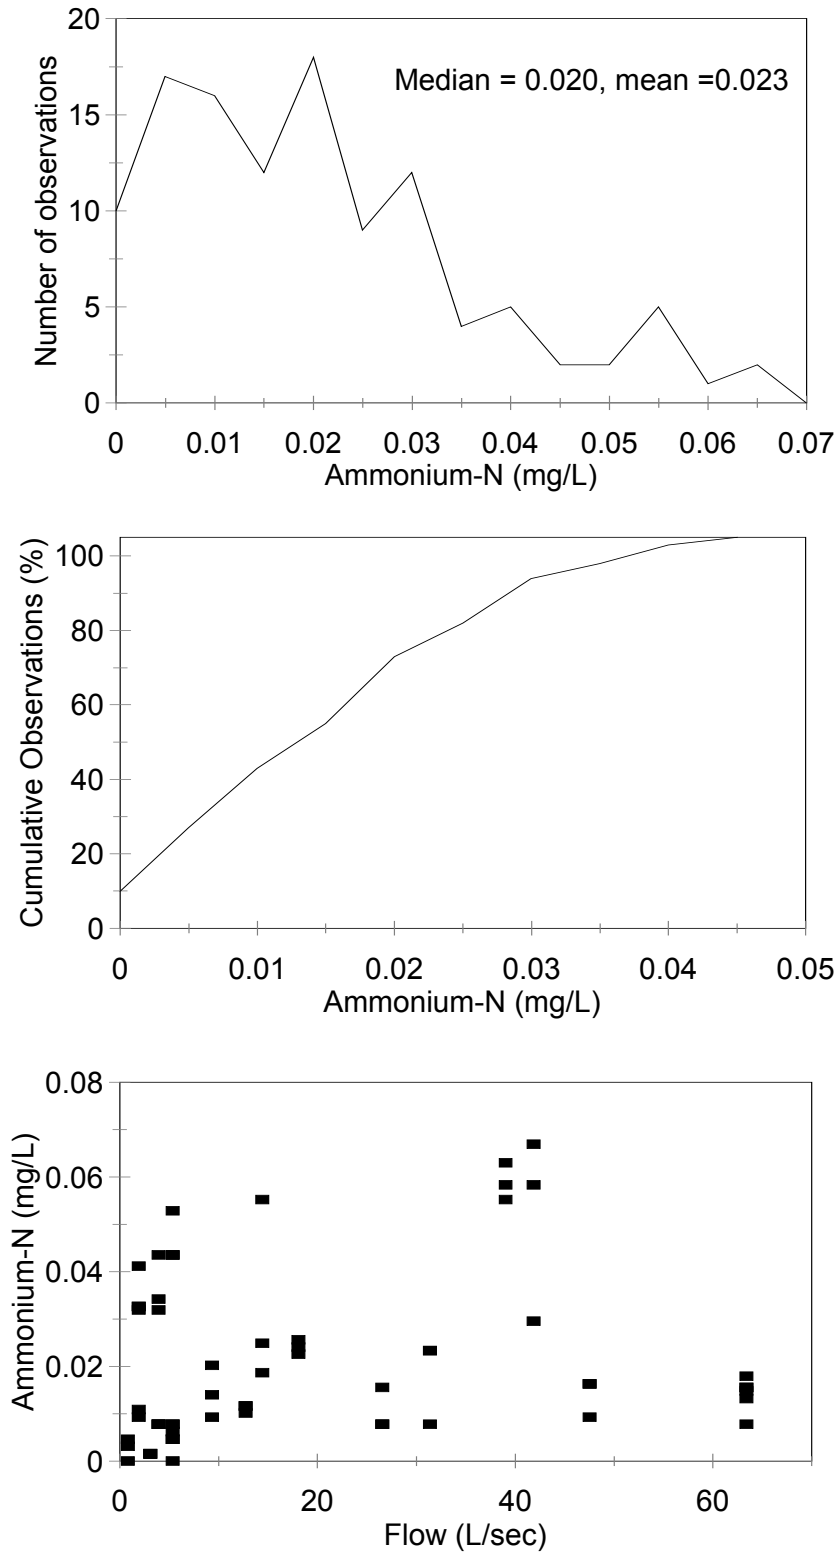 Number of observations
20
15
10
5
0
Median = 0.020, mean =0.023
0 0.01 0.02 0.03 0.04 0.05 0.06 0.07
Ammonium-N (mg/L)
Cumulative Observations (%)
100
80
60
40
20
0
0 0.01 0.02 0.03 0.04 0.05
Ammonium-N (mg/L)
Ammonium-N (mg/L)
0.08
0.06
0.04
0.02
0
0 20 40 60
Flow (L/sec)